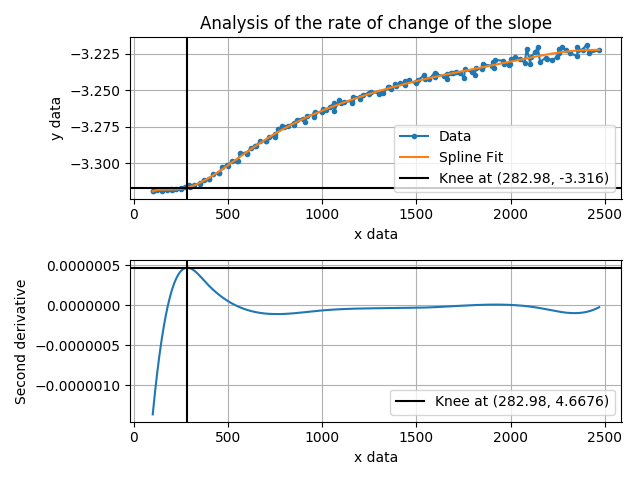 Analysis of the rate of change of the slope
−3.225
−3.250
−3.275
−3.300
y data
Data
Spline Fit
Knee at (282.98, -3.316)
0 500 1000 1500 2000 2500
x data
0.0000005
0.0000000
−0.0000005
−0.0000010
Second derivative
Knee at (282.98, 4.6676)
0 500 1000 1500 2000 2500
x data